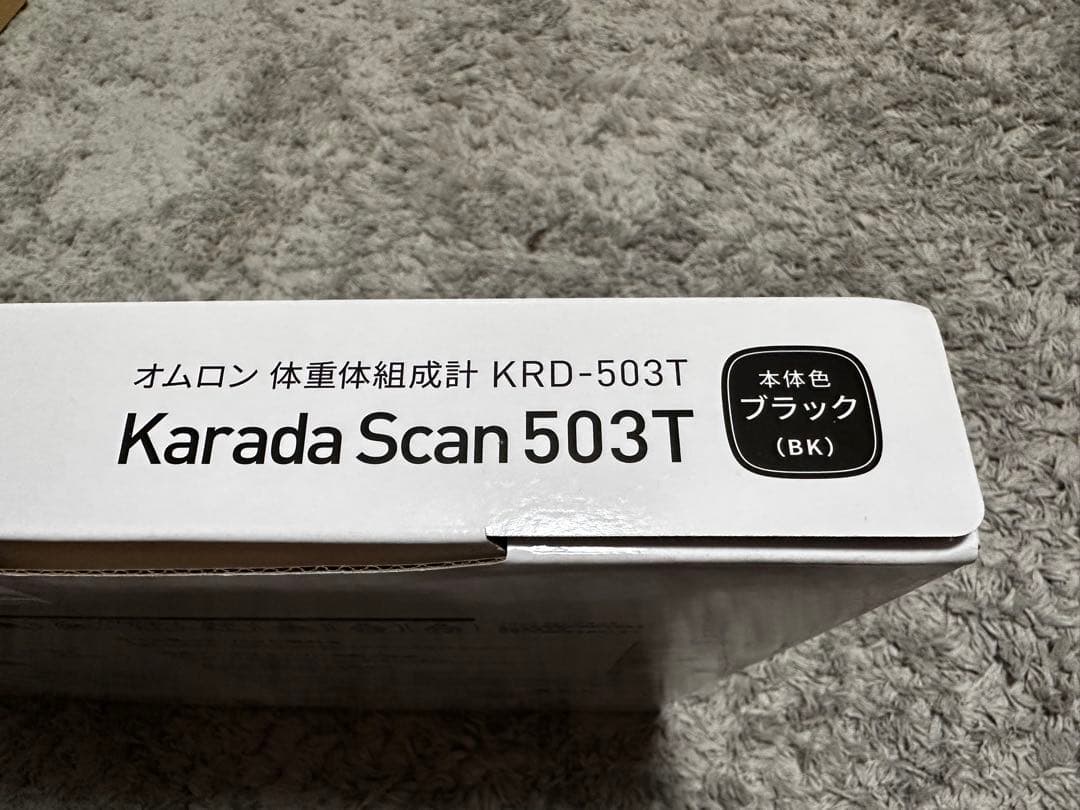 オムロン 体重体組成計 KRD-503T
Karada Scan 503T
本体色
ブラック
(BK)